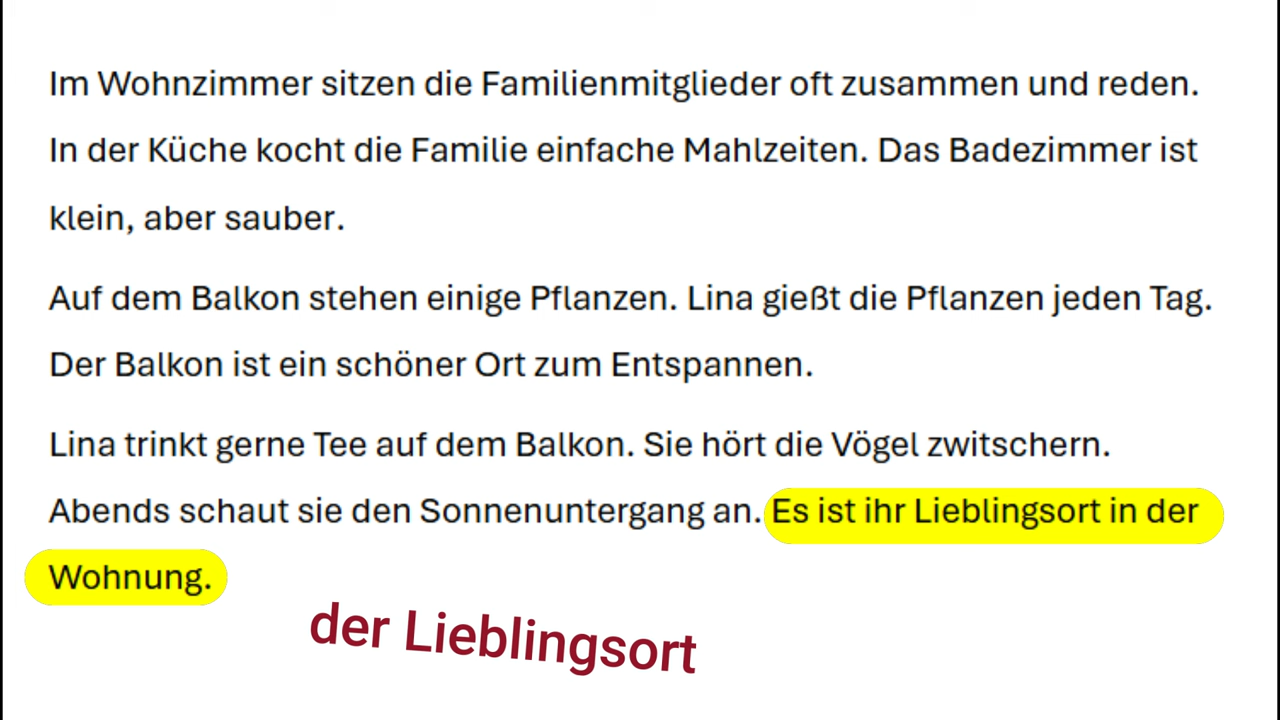 Im Wohnzimmer sitzen die Familienmitglieder oft zusammen und reden.
In der Küche kocht die Familie einfache Mahlzeiten. Das Badezimmer ist
klein, aber sauber.
Auf dem Balkon stehen einige Pflanzen. Lina gießt die Pflanzen jeden Tag.
Der Balkon ist ein schöner Ort zum Entspannen.
Lina trinkt gerne Tee auf dem Balkon. Sie hört die Vögel zwitschern.
Abends schaut sie den Sonnenuntergang an. Es ist ihr Lieblingsort in der
Wohnung.
der Lieblingsort